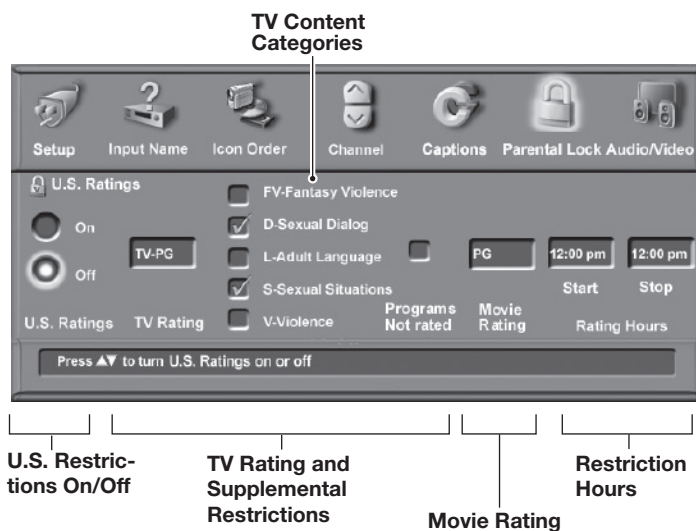 TV Content
Categories
Setup
Input Name
Icon Order
Channel
Captions
Parental Lock
Audio/Video
U.S. Ratings
On
Off
U.S. Ratings
TV-PG
TV Rating
FV-Fantasy Violence
D-Sexual Dialog
L-Adult Language
S-Sexual Situations
V-Violence
Programs
Not rated
PG
Movie
Rating
12:00 pm
Start
12:00 pm
Stop
Rating Hours
Press ▲▼ to turn U.S. Ratings on or off
U.S. Restric-
tions On/Off
TV Rating and
Supplemental
Restrictions
Movie Rating
Restriction
Hours